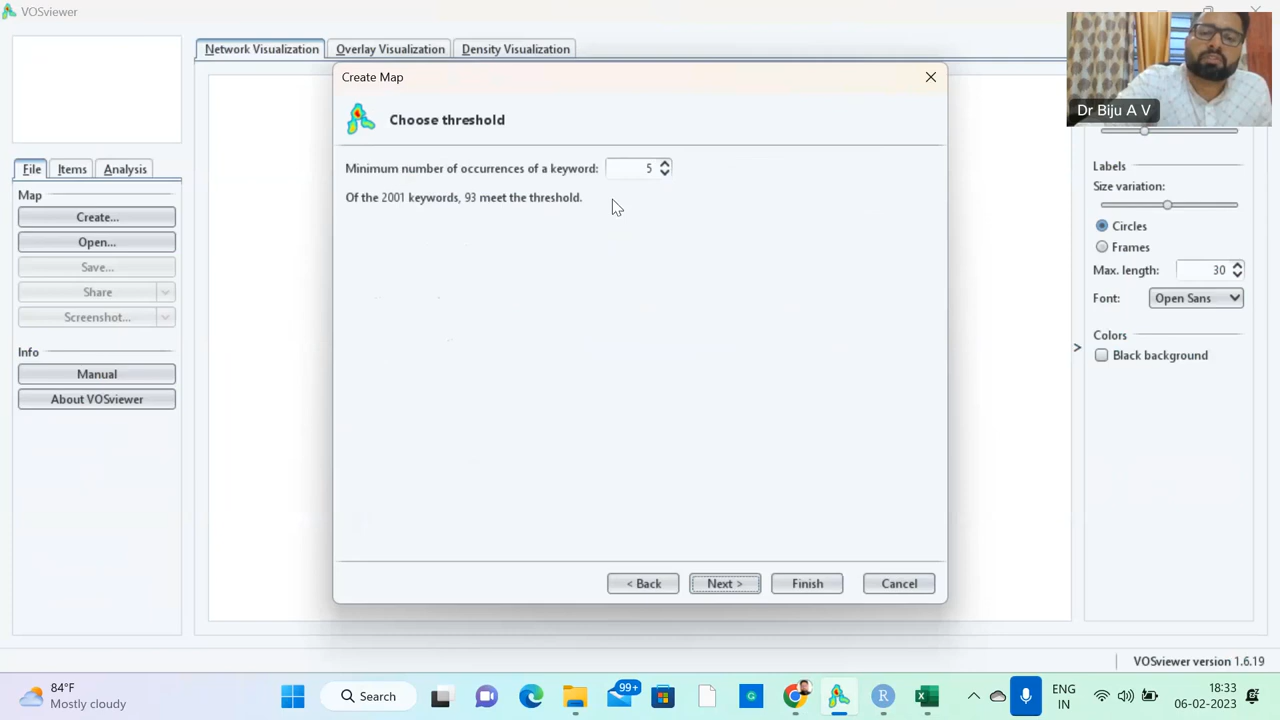 VOSviewer
Network Visualization
Overlay Visualization
Density Visualization
Dr Biju A V
Create Map
Choose threshold
Minimum number of occurrences of a keyword: 5
Of the 2001 keywords, 93 meet the threshold.
File
Items
Analysis
Map
Create...
Open...
Save...
Share
Screenshot...
Info
Manual
About VOSviewer
< Back
Next >
Finish
Cancel
Labels
Size variation:
Circles
Frames
Max. length: 30
Font: Open Sans
>
Colors
Black background
VOSviewer version 1.6.19
84°F
Mostly cloudy
Search
99+
G
R
ENG
IN
18:33
06-02-2023